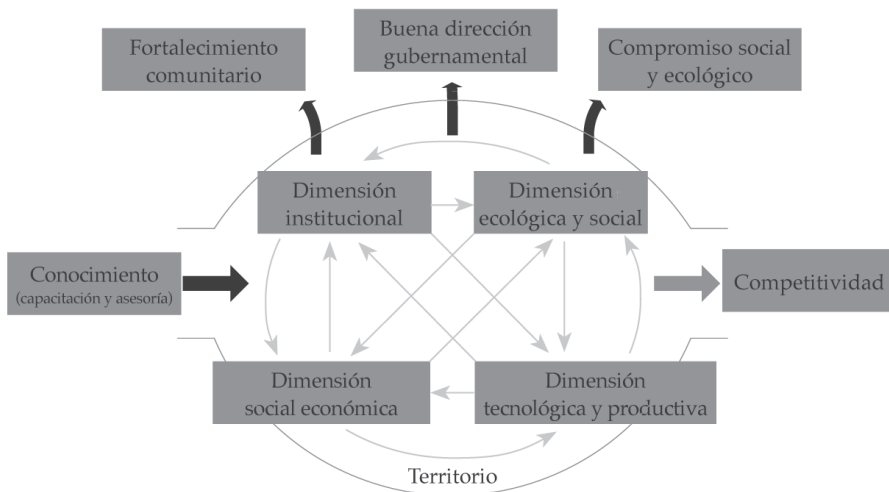 Buena dirección
gubernamental
Fortalecimiento
comunitario
Compromiso social
y ecológico
Dimensión
institucional
Dimensión
ecológica y social
Conocimiento
(capacitación y asesoría)
Competitividad
Dimensión
social económica
Dimensión
tecnológica y productiva
Territorio